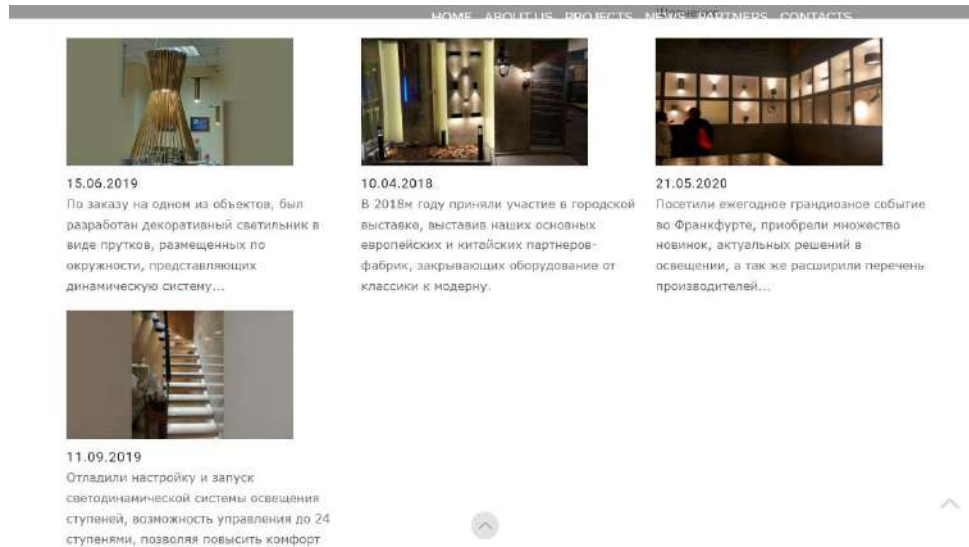 HOME ABOUT US PROJECTS NEWS PARTNERS CONTACTS
15.06.2019
По заказу на одном из объектов, был
разработан декоративный светильник в
виде прутков, размещенных по
окружности, представляющих
динамическую систему...
10.04.2018
В 2018м году приняли участие в городской
выставке, выставив наших основных
европейских и китайских партнеров-
фабрик, закрывающих оборудование от
классики к модерну.
21.05.2020
Посетили ежегодное грандиозное событие
во Франкфурте, приобрели множество
новинок, актуальных решений в
освещении, а так же расширили перечень
производителей...
11.09.2019
Отладили настройку и запуск
светодинамической системы освещения
ступеней, возможность управления до 24
ступенями, позволяя повысить комфорт